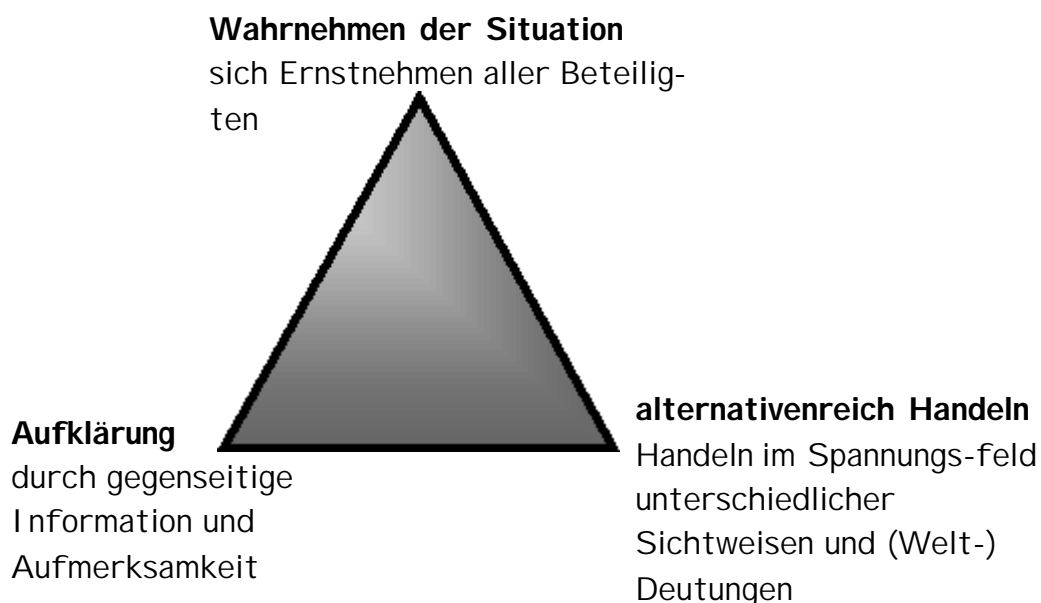 Wahrnehmen der Situation
sich Ernstnehmen aller Beteilig-
ten
Aufklärung
durch gegenseitige
Information und
Aufmerksamkeit
alternativenreich Handeln
Handeln im Spannungs-feld
unterschiedlicher
Sichtweisen und (Welt-)
Deutungen